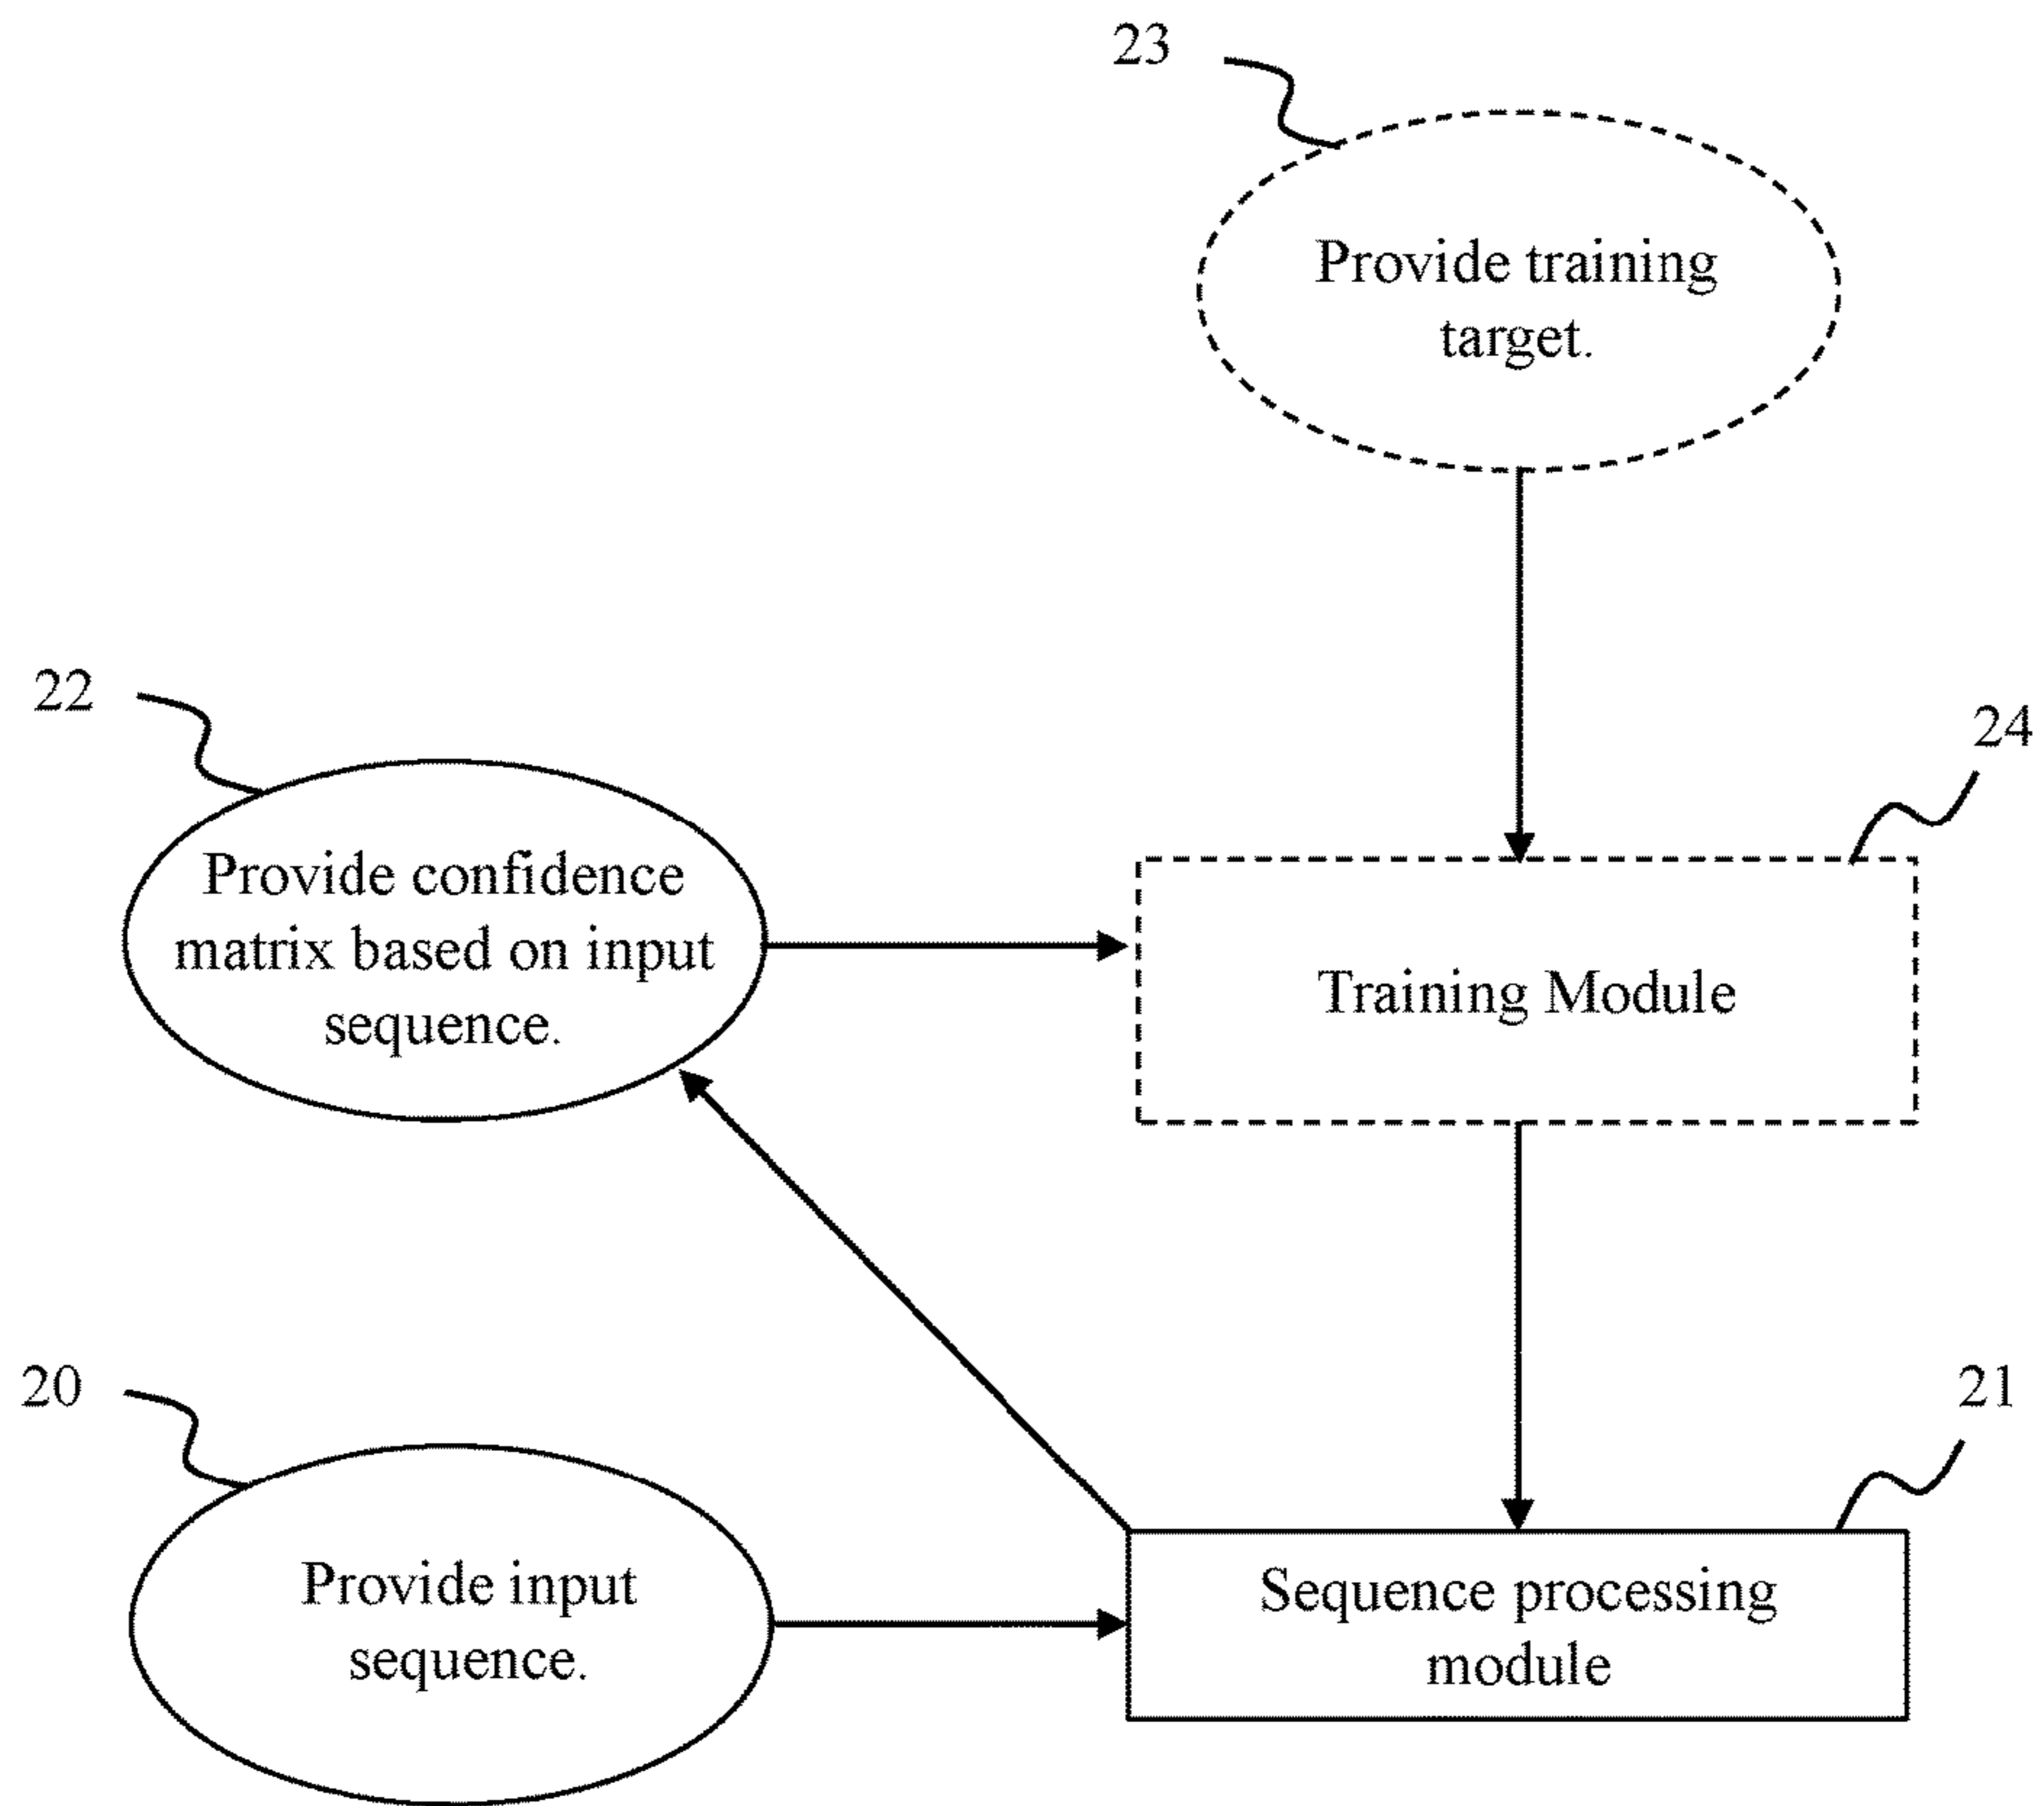 23
Provide training
target.
22
24
Provide confidence
matrix based on input
sequence.
Training Module
20
21
Provide input
sequence.
Sequence processing
module